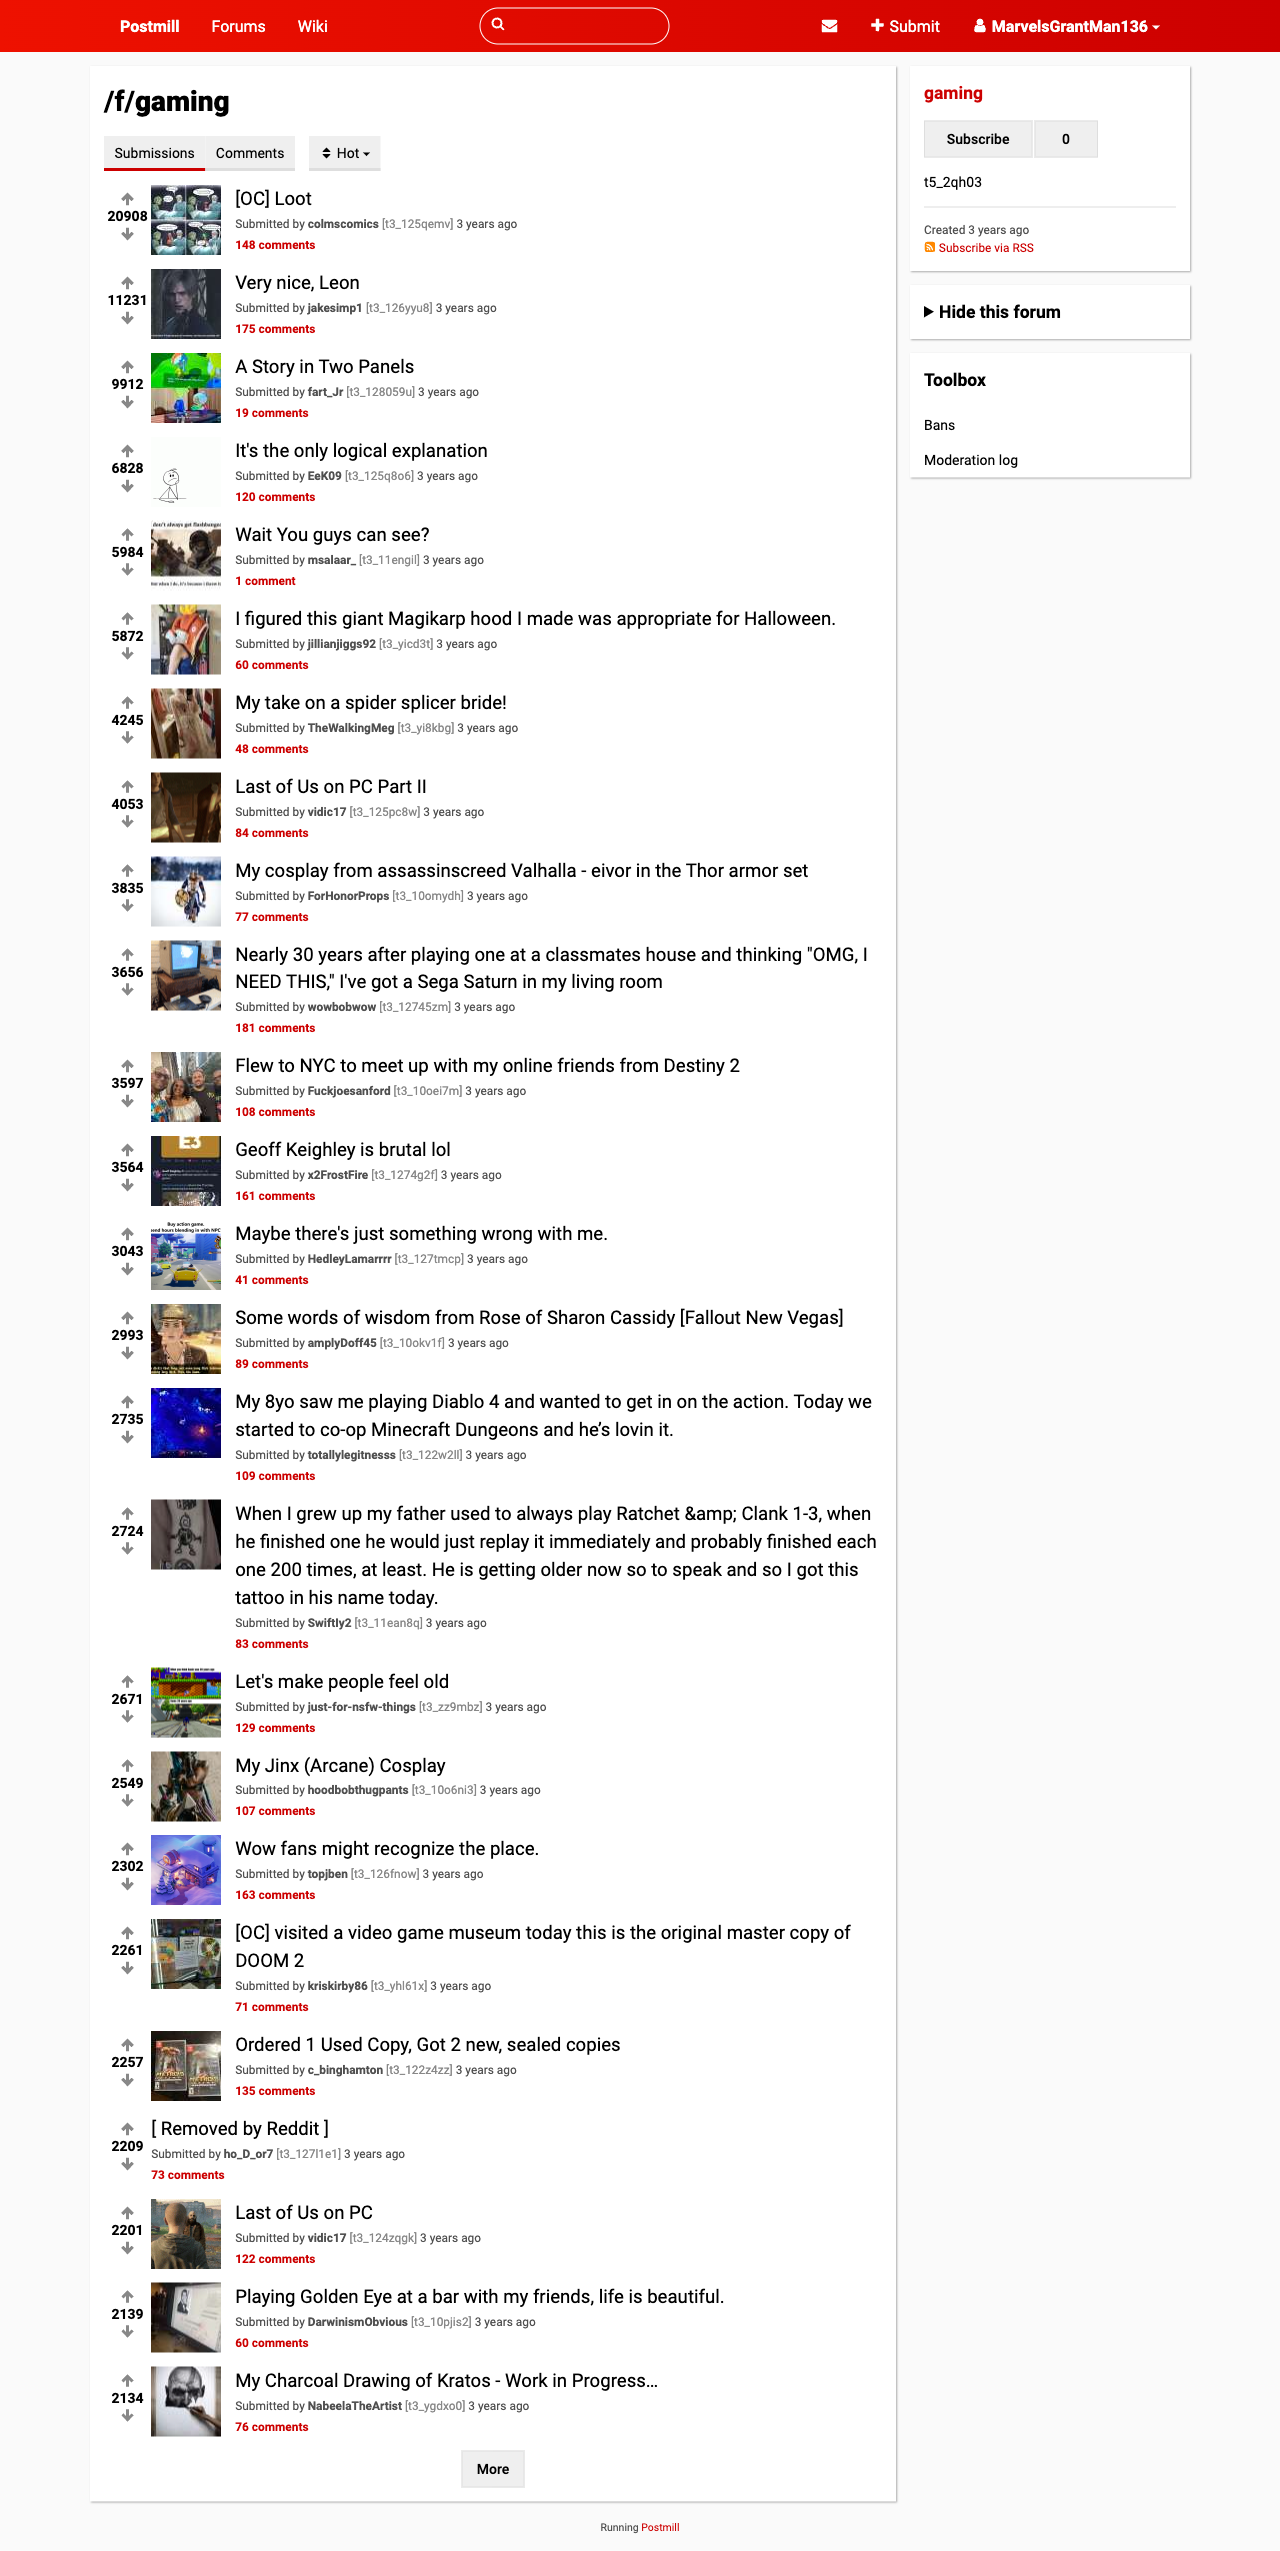 Postmill Forums Wiki Submit MarvelsGrantMan136
/f/gaming
Submissions Comments Hot
20908
[OC] Loot
Submitted by colmscomics [t3_125qemv] 3 years ago
148 comments
11231
Very nice, Leon
Submitted by jakesimp1 [t3_126yyu8] 3 years ago
175 comments
9912
A Story in Two Panels
Submitted by fart_Jr [t3_128059u] 3 years ago
19 comments
6828
It's the only logical explanation
Submitted by EeK09 [t3_125q8o6] 3 years ago
120 comments
5984
Wait You guys can see?
Submitted by msalaar_ [t3_11engil] 3 years ago
1 comment
5872
I figured this giant Magikarp hood I made was appropriate for Halloween.
Submitted by jillianjiggs92 [t3_yicd3t] 3 years ago
60 comments
4245
My take on a spider splicer bride!
Submitted by TheWalkingMeg [t3_yi8kbg] 3 years ago
48 comments
4053
Last of Us on PC Part II
Submitted by vidic17 [t3_125pc8w] 3 years ago
84 comments
3835
My cosplay from assassinscreed Valhalla - eivor in the Thor armor set
Submitted by ForHonorProps [t3_10omydh] 3 years ago
77 comments
3656
Nearly 30 years after playing one at a classmates house and thinking "OMG, I
NEED THIS," I've got a Sega Saturn in my living room
Submitted by wowbobwow [t3_12745zm] 3 years ago
181 comments
3597
Flew to NYC to meet up with my online friends from Destiny 2
Submitted by Fuckjoesanford [t3_10oei7m] 3 years ago
108 comments
3564
Geoff Keighley is brutal lol
Submitted by x2FrostFire [t3_1274g2f] 3 years ago
161 comments
3043
Maybe there's just something wrong with me.
Submitted by HedleyLamarrrr [t3_127tmcp] 3 years ago
41 comments
2993
Some words of wisdom from Rose of Sharon Cassidy [Fallout New Vegas]
Submitted by amplyDoff45 [t3_10okv1f] 3 years ago
89 comments
2735
My 8yo saw me playing Diablo 4 and wanted to get in on the action. Today we
started to co-op Minecraft Dungeons and he’s lovin it.
Submitted by totallylegitnesss [t3_122w2ll] 3 years ago
109 comments
2724
When I grew up my father used to always play Ratchet &amp; Clank 1-3, when
he finished one he would just replay it immediately and probably finished each
one 200 times, at least. He is getting older now so to speak and so I got this
tattoo in his name today.
Submitted by Swiftly2 [t3_11ean8q] 3 years ago
83 comments
2671
Let's make people feel old
Submitted by just-for-nsfw-things [t3_zz9mbz] 3 years ago
129 comments
2549
My Jinx (Arcane) Cosplay
Submitted by hoodbobthugpants [t3_10o6ni3] 3 years ago
107 comments
2302
Wow fans might recognize the place.
Submitted by topjben [t3_126fnow] 3 years ago
163 comments
2261
[OC] visited a video game museum today this is the original master copy of
DOOM 2
Submitted by kriskirby86 [t3_yhl61x] 3 years ago
71 comments
2257
Ordered 1 Used Copy, Got 2 new, sealed copies
Submitted by c_binghamton [t3_122z4zz] 3 years ago
135 comments
2209
[ Removed by Reddit ]
Submitted by ho_D_or7 [t3_127l1e1] 3 years ago
73 comments
2201
Last of Us on PC
Submitted by vidic17 [t3_124zqgk] 3 years ago
122 comments
2139
Playing Golden Eye at a bar with my friends, life is beautiful.
Submitted by DarwinismObvious [t3_10pjis2] 3 years ago
60 comments
2134
My Charcoal Drawing of Kratos - Work in Progress...
Submitted by NabeelaTheArtist [t3_ygdxo0] 3 years ago
76 comments
More
gaming
Subscribe 0
t5_2qh03
Created 3 years ago
Subscribe via RSS
Hide this forum
Toolbox
Bans
Moderation log
Running Postmill